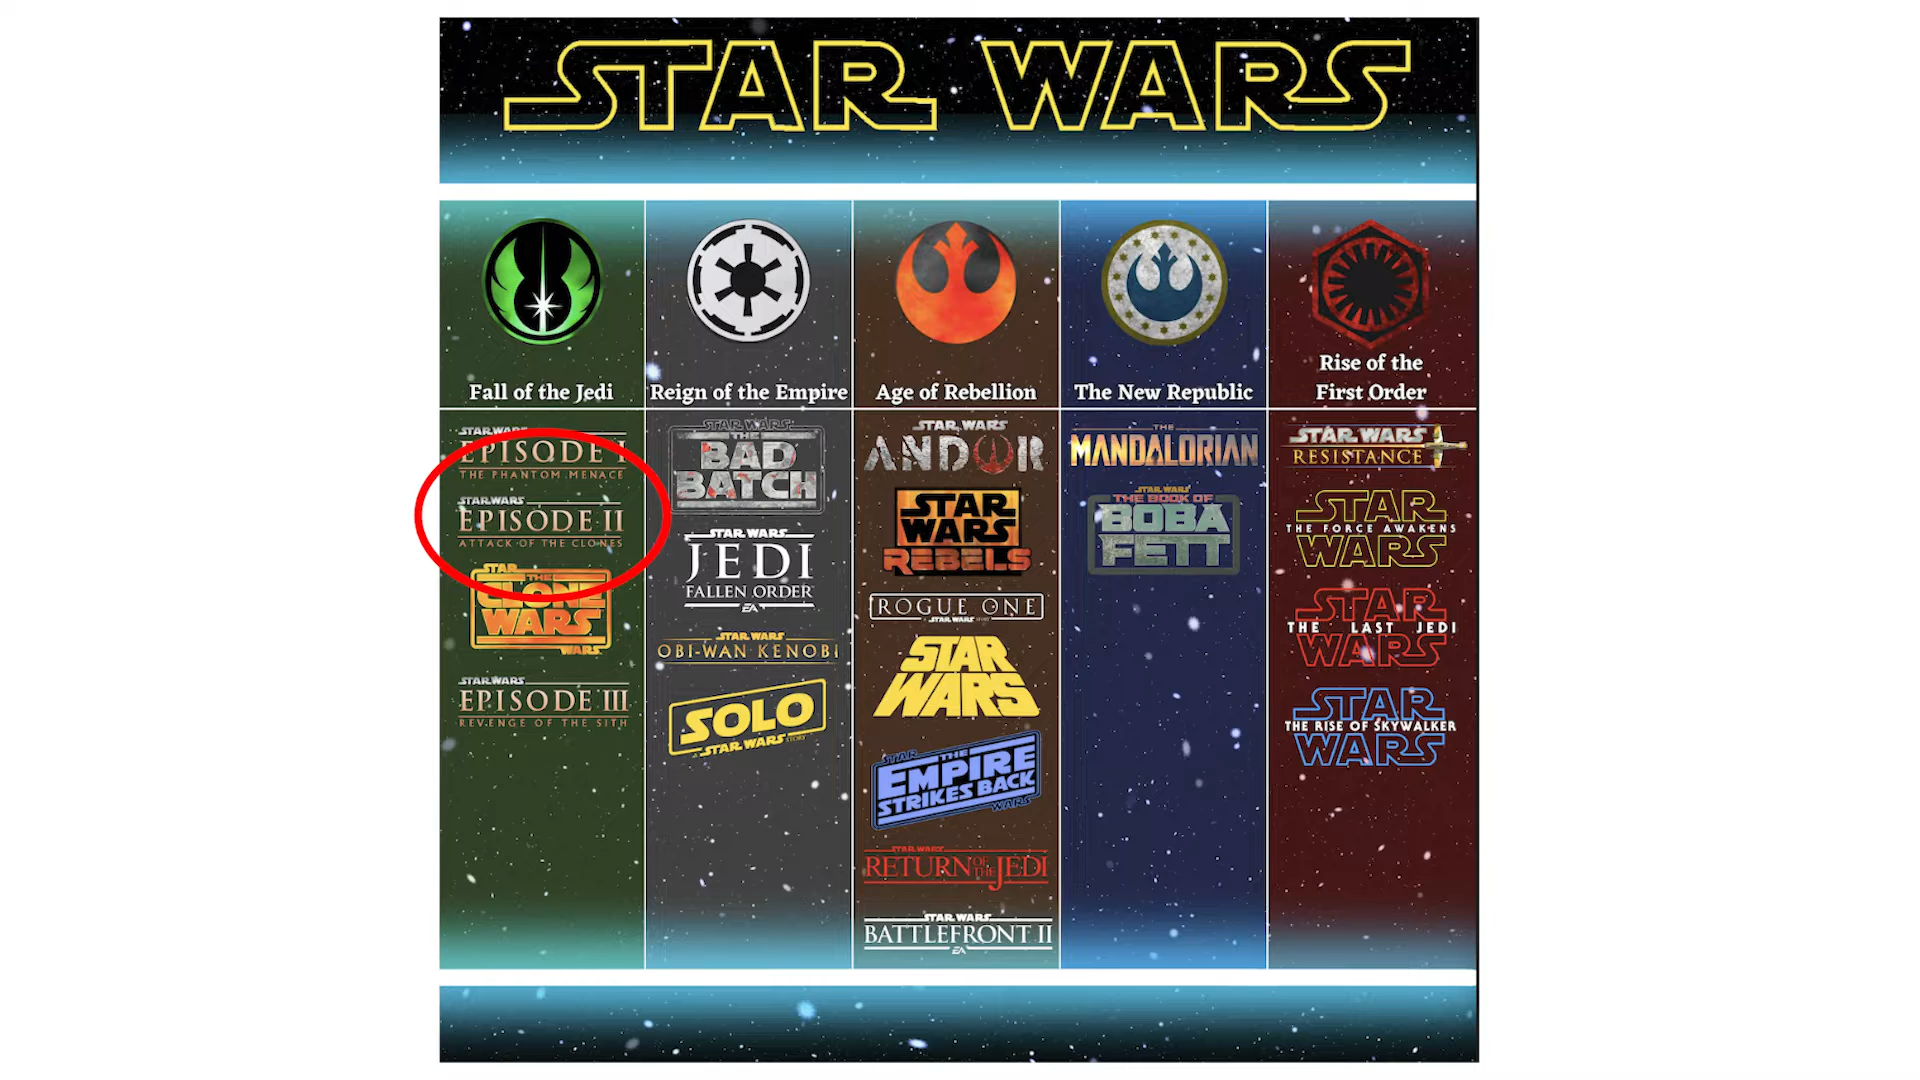 STAR WARS
Fall of the Jedi
Reign of the Empire
Age of Rebellion
The New Republic
Rise of the
First Order
STAR WARS
EPISODE I
THE PHANTOM MENACE
STAR WARS
EPISODE II
ATTACK OF THE CLONES
STAR
THE
CLONE
WARS
WARS
STAR WARS
EPISODE III
REVENGE OF THE SITH
STAR WARS
THE
BAD
BATCH
STAR WARS
JEDI
FALLEN ORDER
EA
STAR WARS
OBI-WAN KENOBI
SOLO
A STAR WARS STORY
STAR WARS
ANDOR
STAR
WARS
REBELS
ROGUE ONE
A STAR WARS STORY
STAR
WARS
STAR
THE
EMPIRE
STRIKES BACK
WARS
STAR WARS
RETURN OF THE JEDI
STAR WARS
BATTLEFRONT II
EA
THE
MANDALORIAN
STAR WARS
THE BOOK OF
BOBA
FETT
STAR WARS
RESISTANCE
STAR
THE FORCE AWAKENS
WARS
STAR
THE LAST JEDI
WARS
STAR
THE RISE OF SKYWALKER
WARS